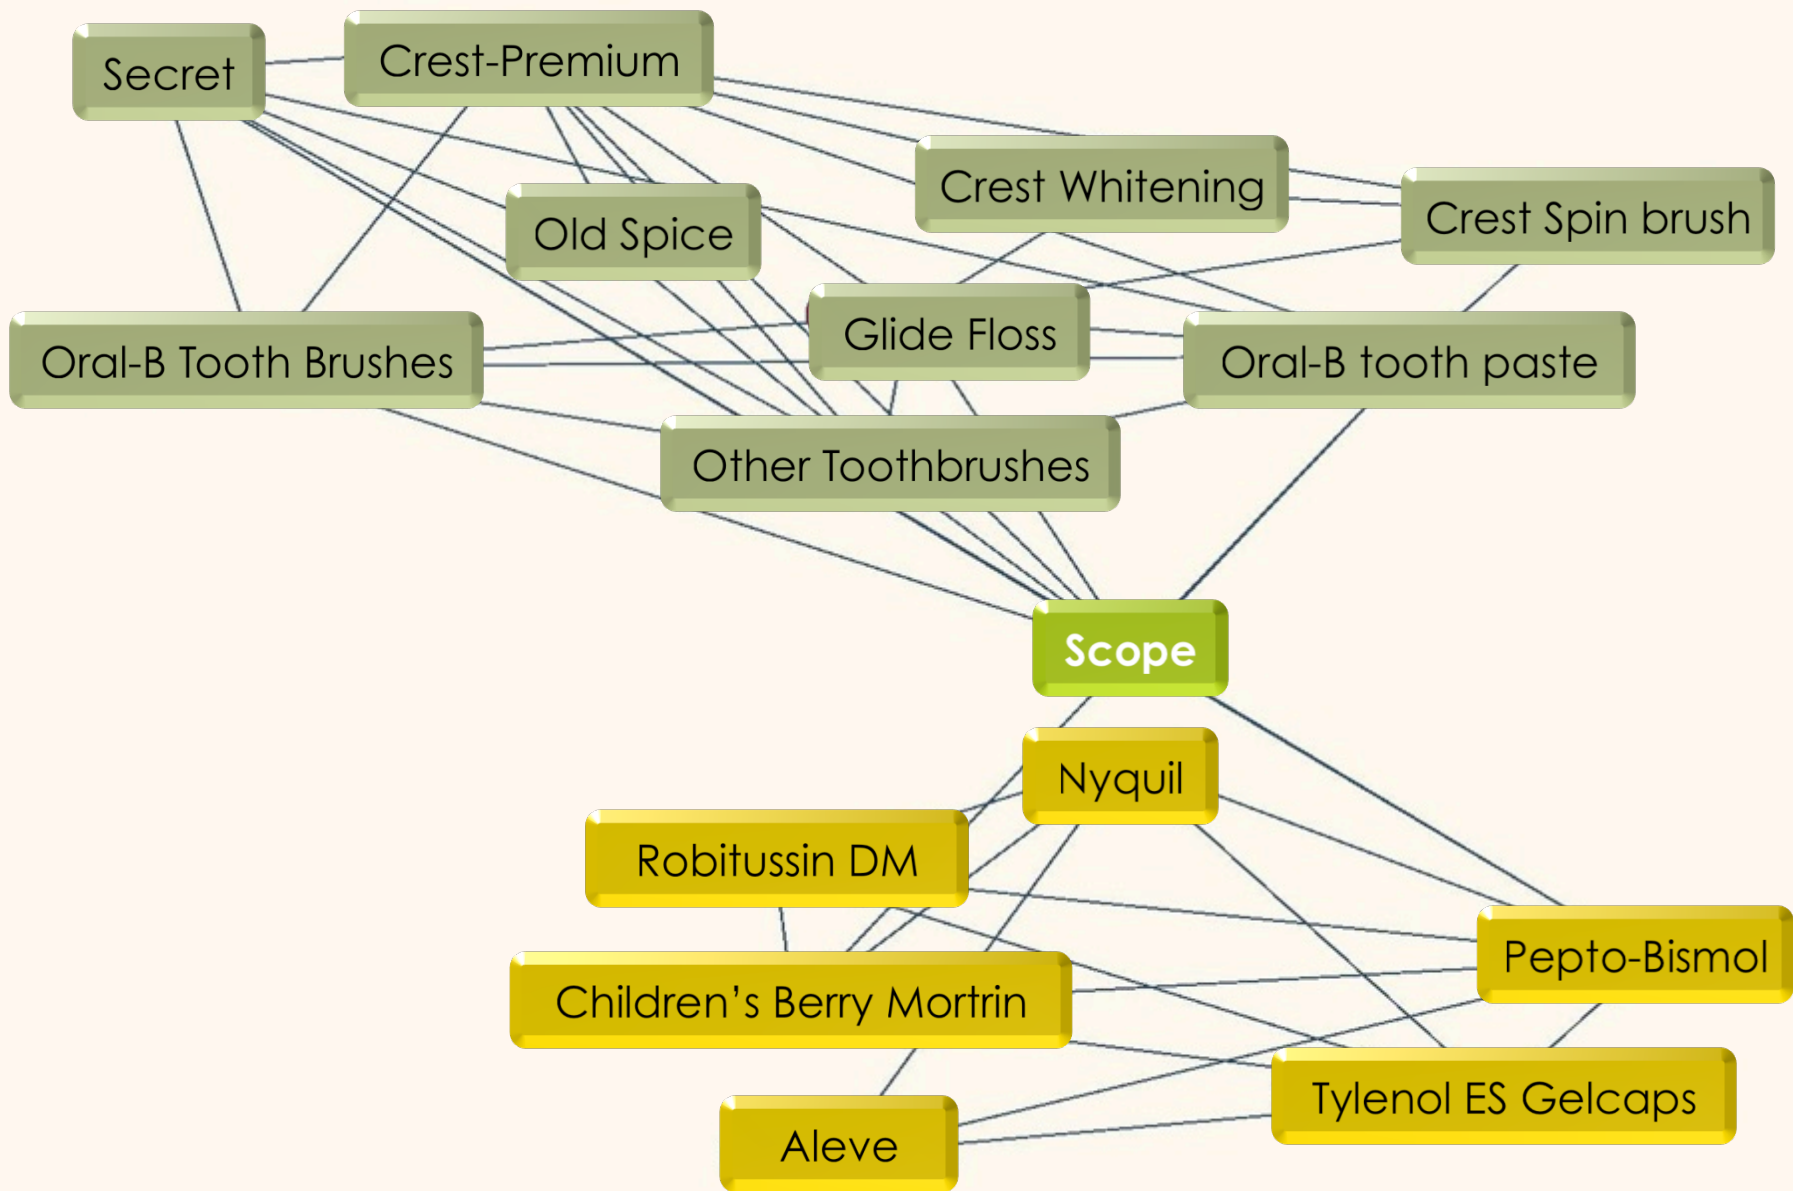 Secret
Crest-Premium
Crest Whitening
Crest Spin brush
Old Spice
Glide Floss
Oral-B Tooth Brushes
Oral-B tooth paste
Other Toothbrushes
Scope
Nyquil
Robitussin DM
Pepto-Bismol
Children’s Berry Mortrin
Tylenol ES Gelcaps
Aleve